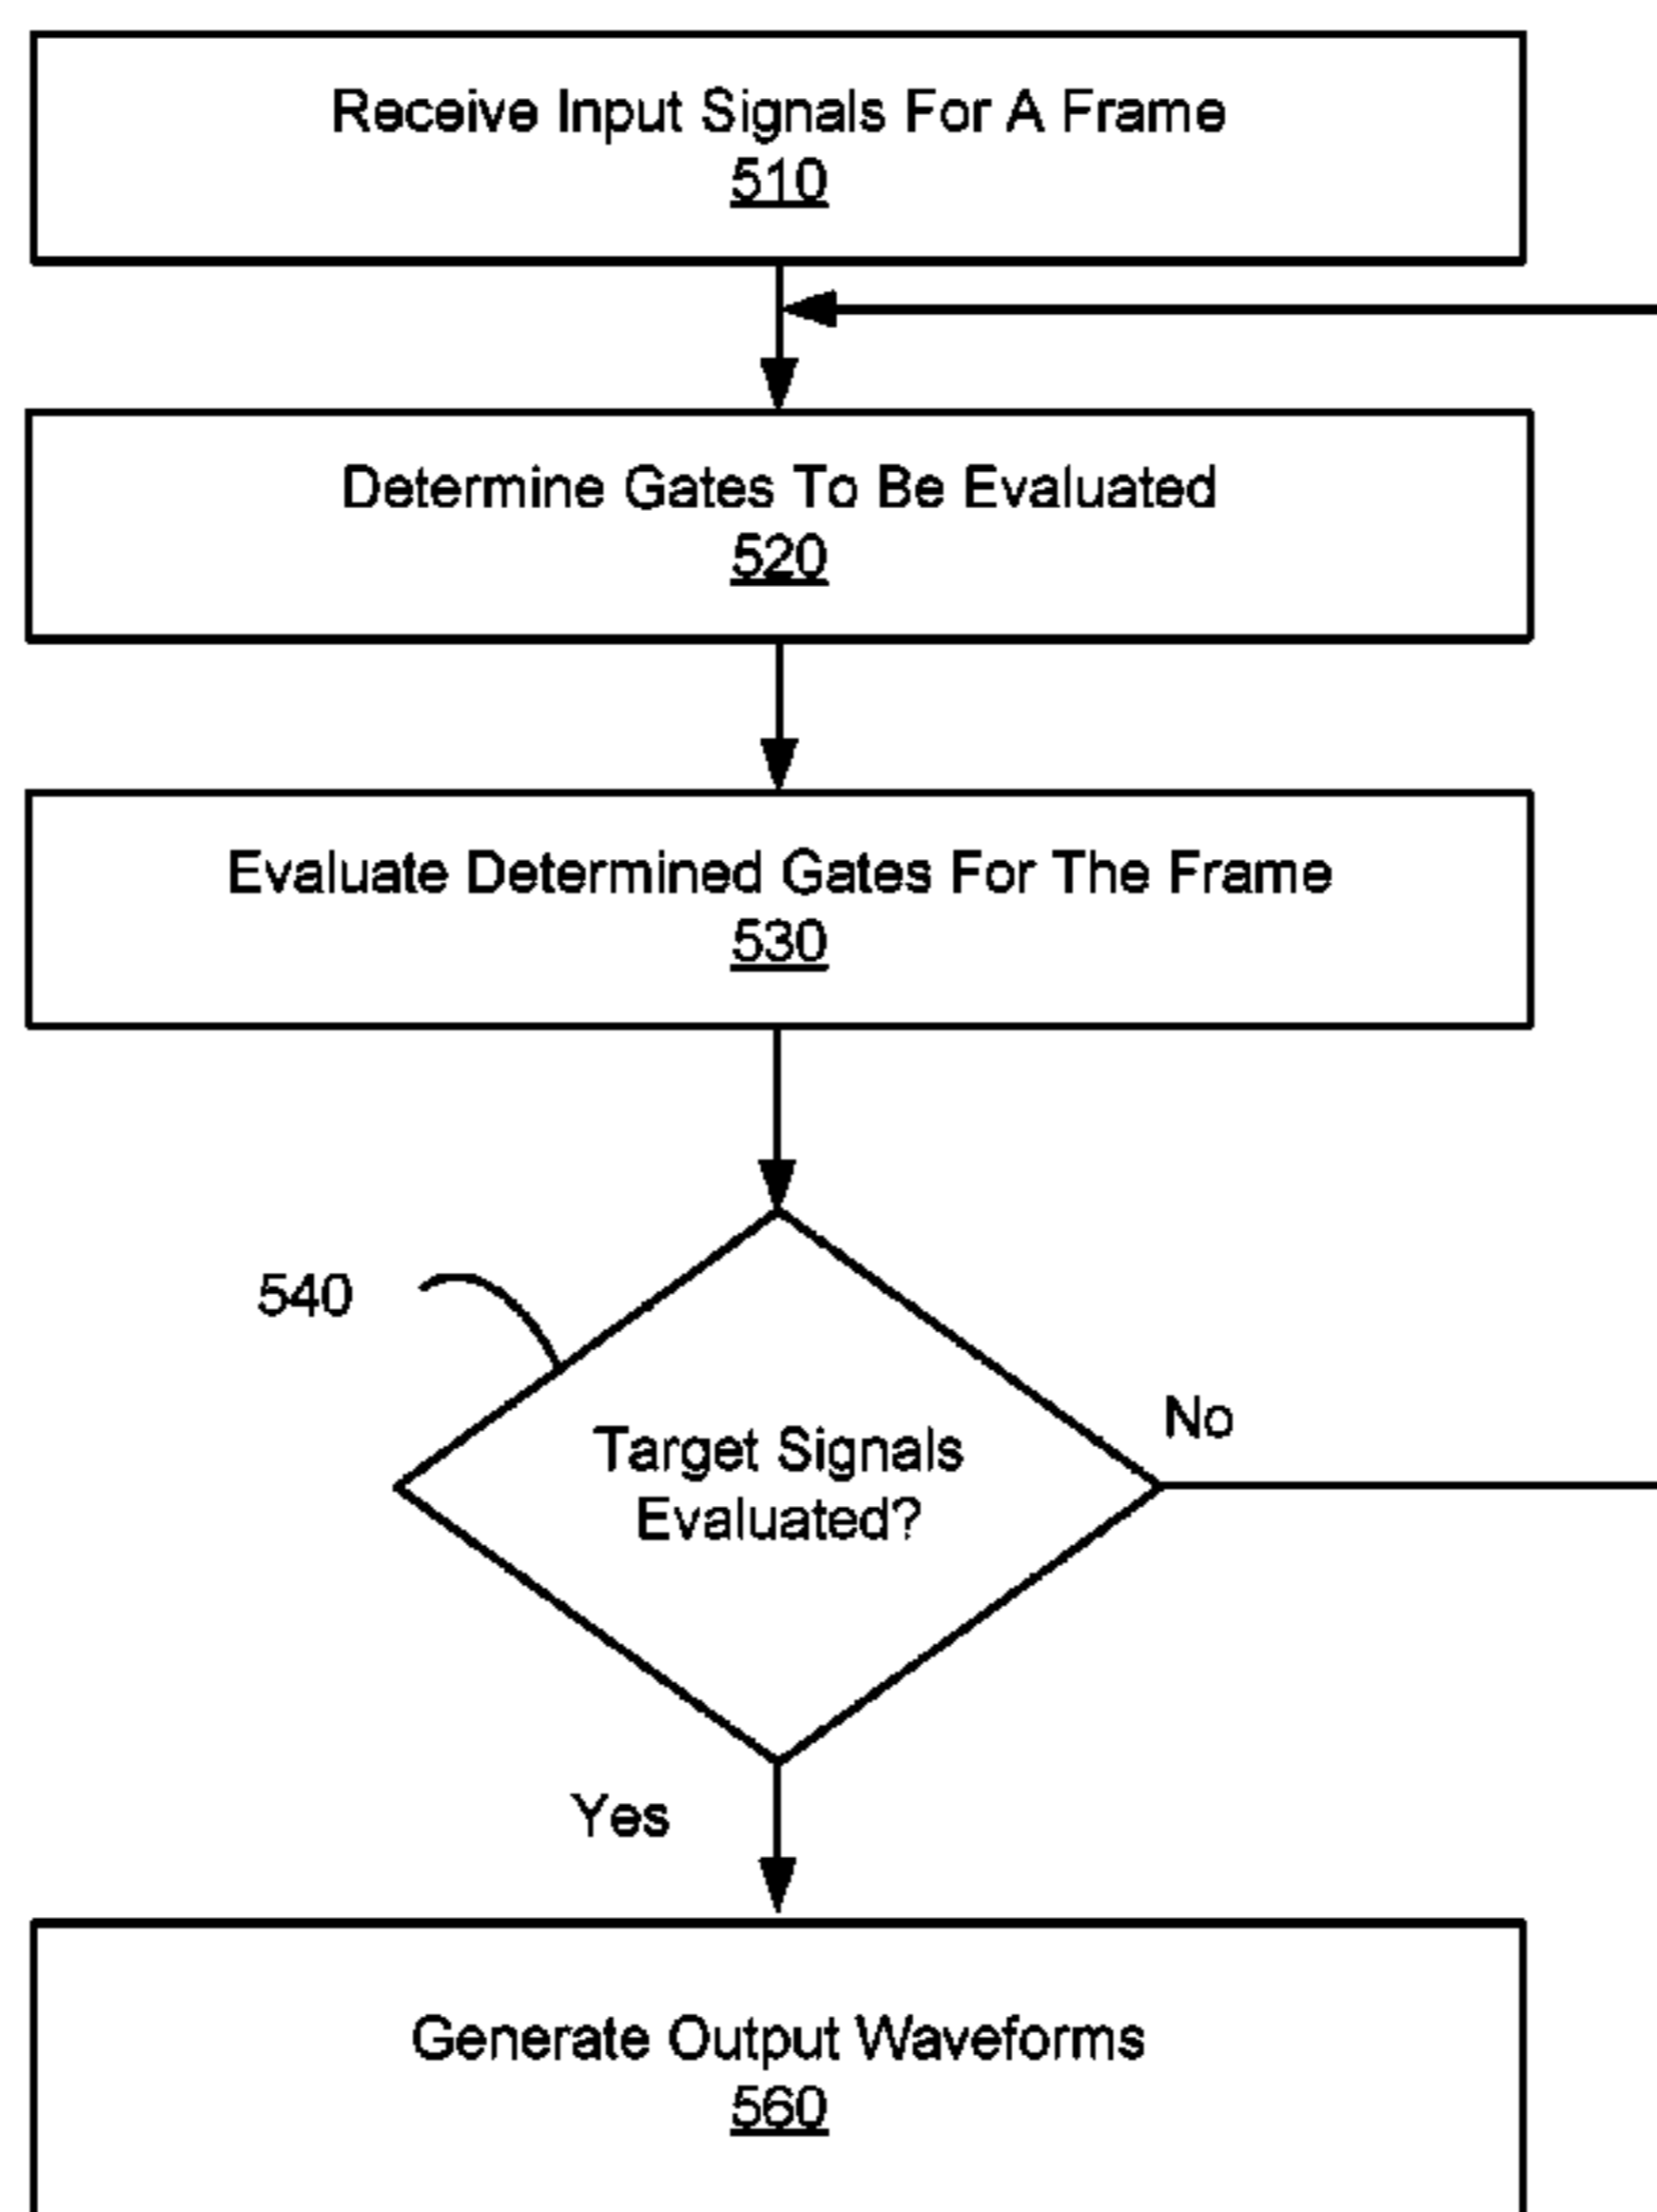 Receive Input Signals For A Frame
510
Determine Gates To Be Evaluated
520
Evaluate Determined Gates For The Frame
530
540
Target Signals
Evaluated?
No
Yes
Generate Output Waveforms
560